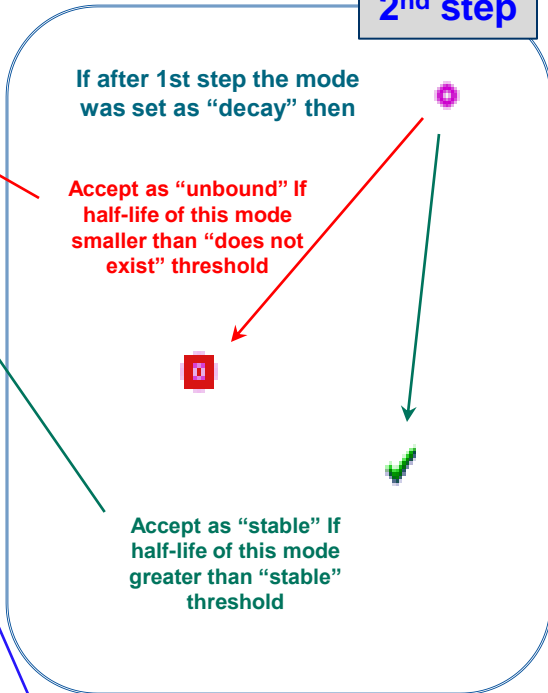 2nd step
If after 1st step the mode
was set as “decay” then
Accept as “unbound” If
half-life of this mode
smaller than “does not
exist” threshold
Accept as “stable” If
half-life of this mode
greater than “stable”
threshold